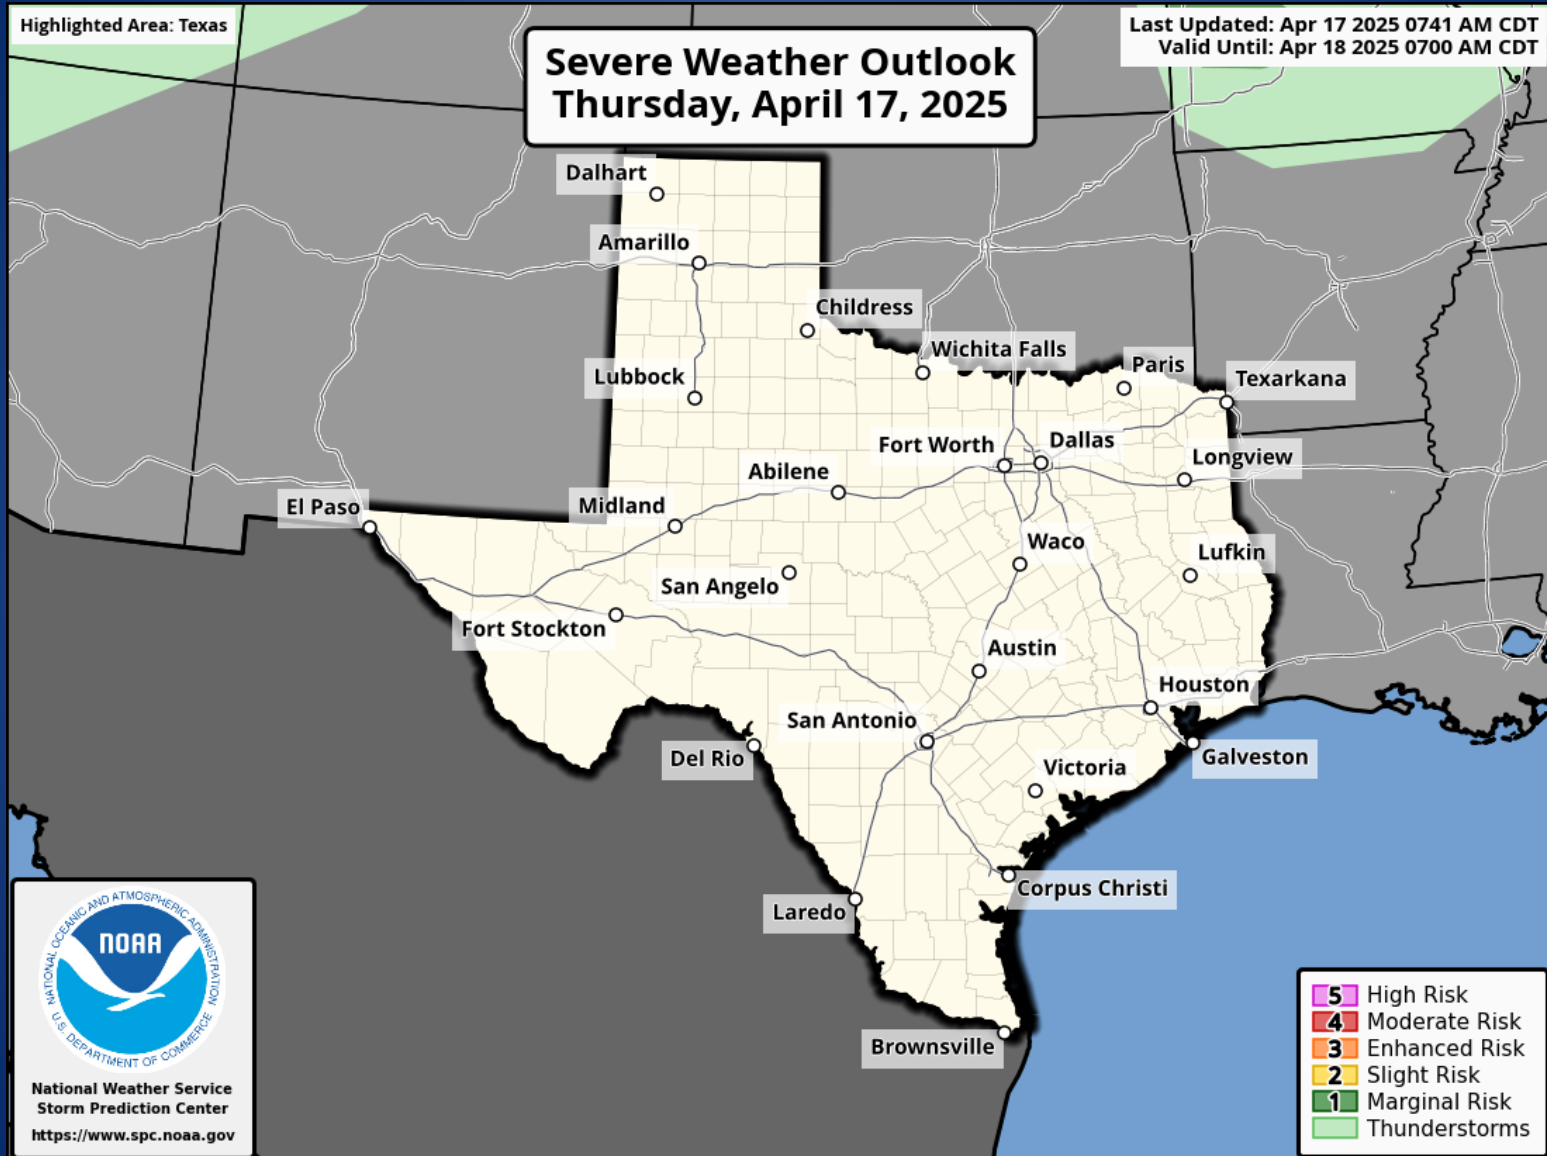 Highlighted Area: Texas
Severe Weather Outlook
Thursday, April 17, 2025
Last Updated: Apr 17 2025 0741 AM CDT
Valid Until: Apr 18 2025 0700 AM CDT
Dalhart
Amarillo
Childress
Wichita Falls
Paris
Lubbock
Texarkana
Fort Worth
Dallas
Longview
Abilene
El Paso
Midland
Waco
Lufkin
San Angelo
Fort Stockton
Austin
Houston
San Antonio
Del Rio
Galveston
Victoria
Corpus Christi
Laredo
Brownsville
NATIONAL OCEANIC AND ATMOSPHERIC ADMINISTRATION
NOAA
U.S. DEPARTMENT OF COMMERCE
National Weather Service
Storm Prediction Center
https://www.spc.noaa.gov
5 High Risk
4 Moderate Risk
3 Enhanced Risk
2 Slight Risk
1 Marginal Risk
Thunderstorms